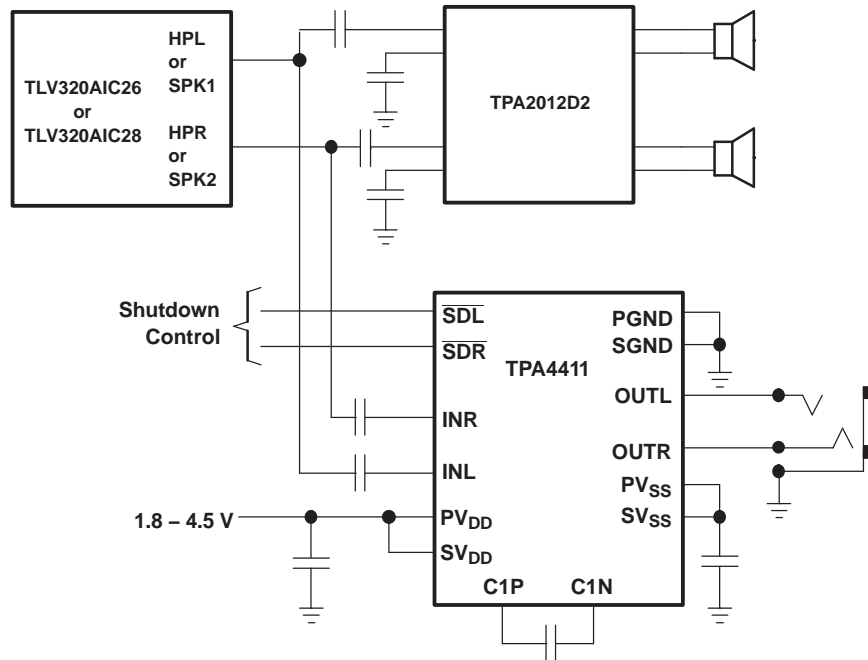 HPL
or
SPK1
TLV320AIC26
or
TLV320AIC28
HPR
or
SPK2
TPA2012D2
Shutdown
Control
SDL
SDR
INR
INL
1.8 – 4.5 V
PVDD
SVDD
C1P
C1N
TPA4411
PGND
SGND
OUTL
OUTR
PVSS
SVSS